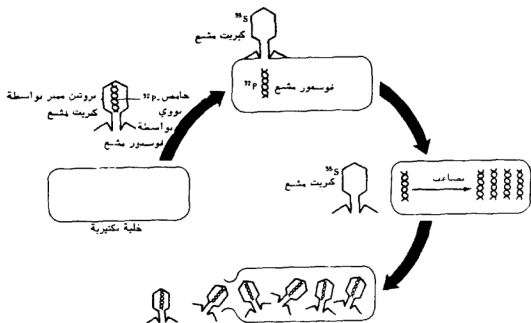 ³⁵S
كبريت مشع
³²P فوسفور مشع
بروتين مميز بواسطة
كبريت مشع
حامض ³²P-
نووي
بواسطة
فوسفور مشع
خلية بكتيرية
³⁵S
كبريت مشع
تضاعف